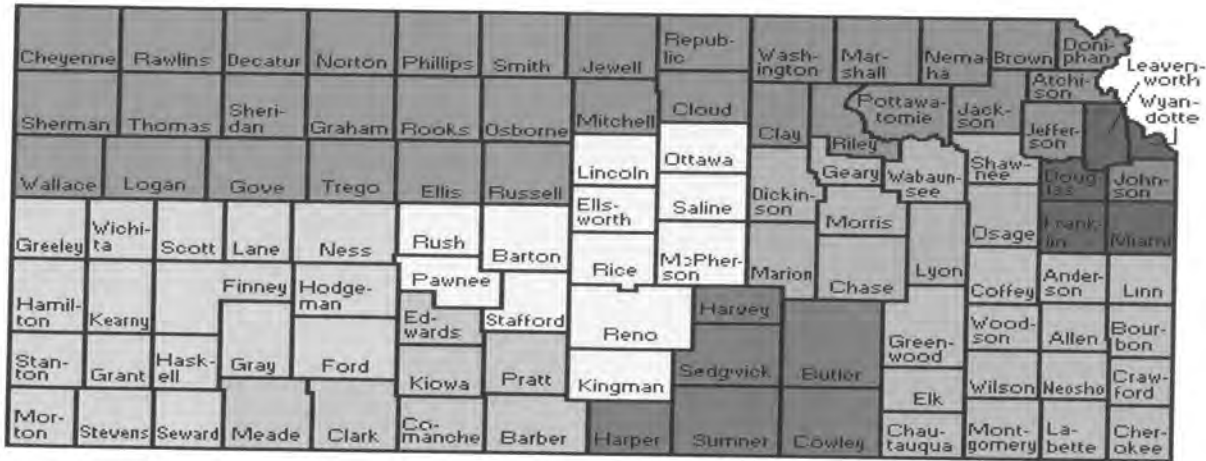 Cheyenne Rawlins Decatur Norton Phillips Smith Jewell Repub-
lic Wash-
ington Mar-
shall Nema-
ha Brown Doni-
phan
Leaven-
worth
Wyan-
dotte
Sherman Thomas Sheri-
dan Graham Rooks Osborne Mitchell Cloud Clay Riley Pottawa-
tomie Jack-
son Atchi-
son Jeffer-
son
Wallace Logan Gove Trego Ellis Russell Lincoln Ottawa Geary Wabaun-
see Shaw-
nee Doug-
las John-
son
Ells-
worth Saline Dickin-
son Morris
Greeley Wichi-
ta Scott Lane Ness Rush Barton Rice McPher-
son Marion Chase Lyon Osage Frank-
lin Miami
Hamil-
ton Kearny Finney Hodge-
man Pawnee Stafford Reno Harvey Coffey Ander-
son Linn
Ed-
wards
Stan-
ton Grant Hask-
ell Gray Ford Kiowa Pratt Kingman Sedgwick Butler Green-
wood Wood-
son Allen Bour-
bon
Elk Wilson Neosho Craw-
ford
Mor-
ton Stevens Seward Meade Clark Co-
manche Barber Harper Sumner Cowley Chau-
tauqua Mont-
gomery La-
bette Cher-
okee